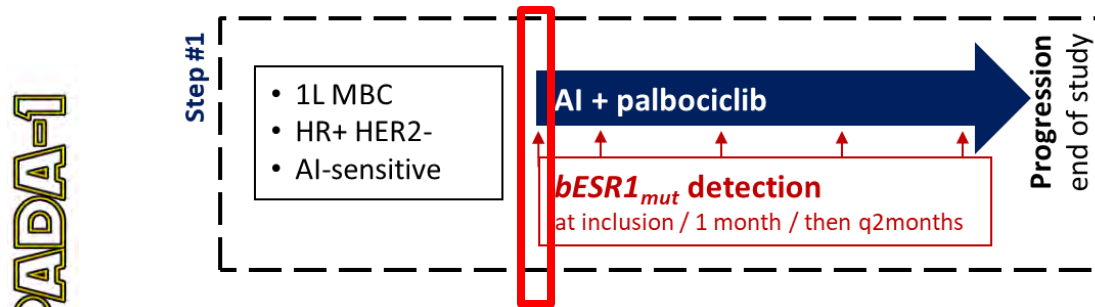 PADA-1
Step #1
• 1L MBC
• HR+ HER2-
• AI-sensitive
AI + palbociclib
bESR1mut detection
at inclusion / 1 month / then q2months
Progression
end of study